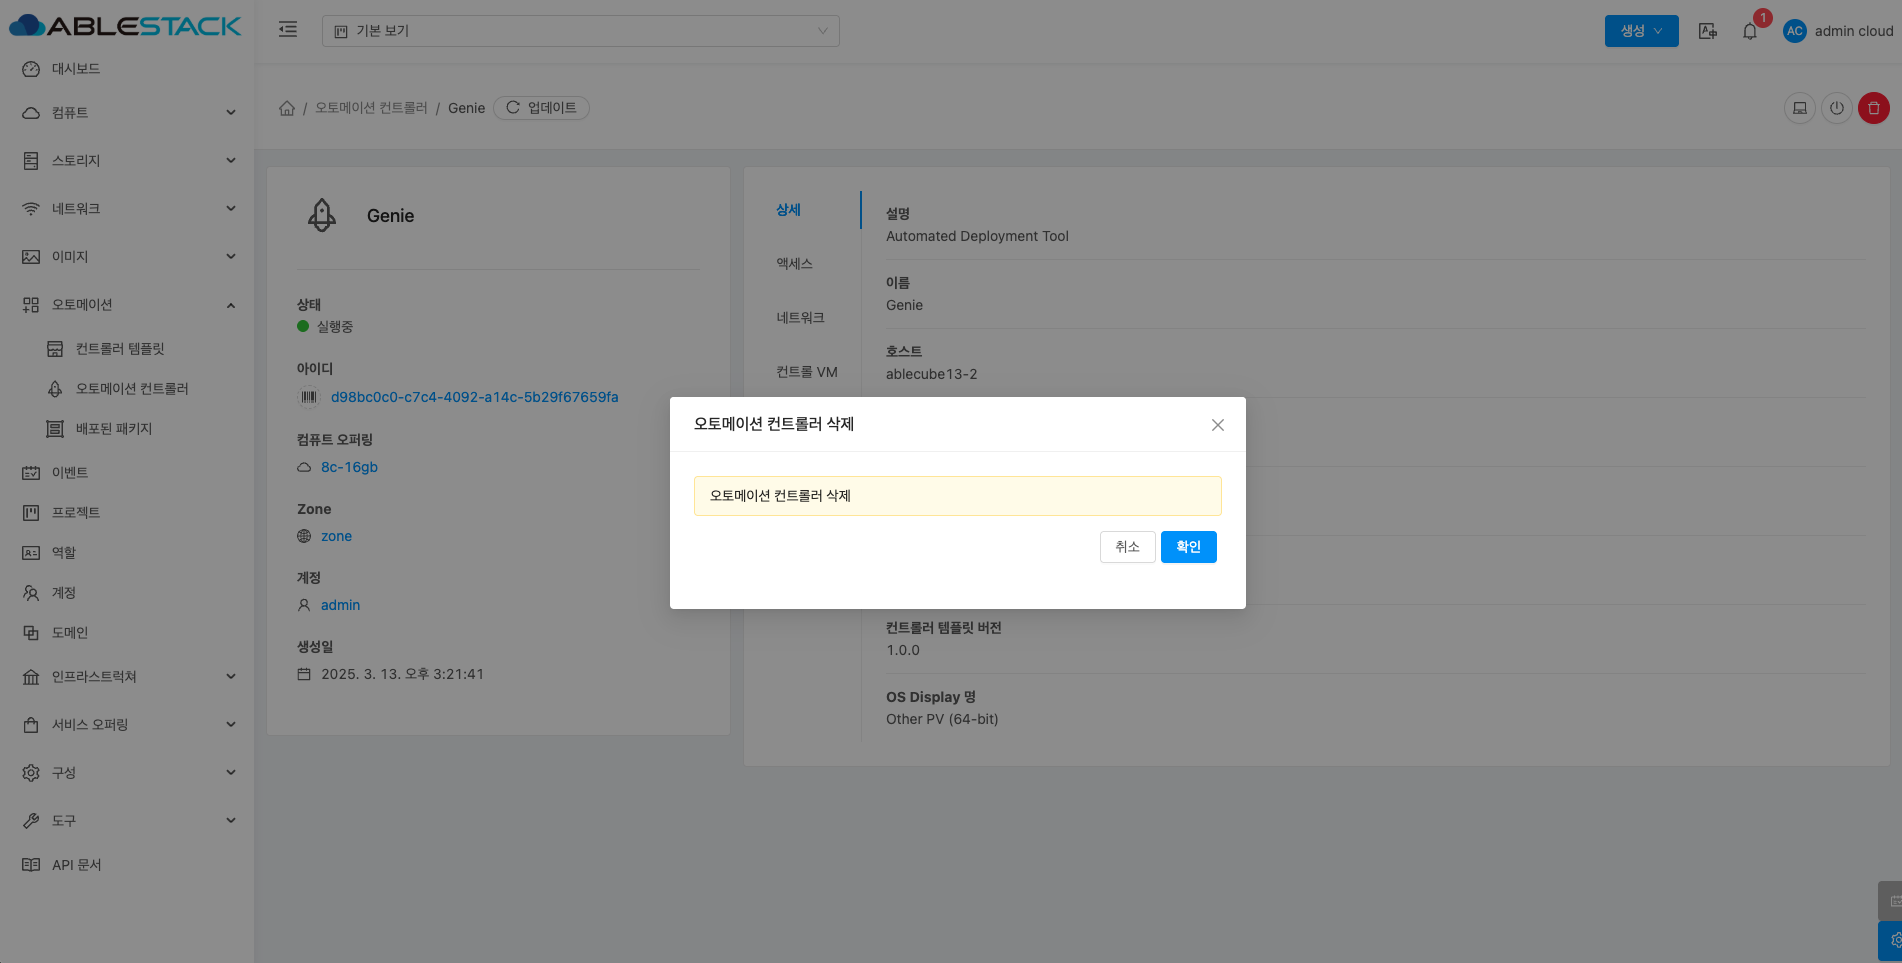 ABLESTACK
기본 보기
생성
1
AC
admin cloud
대시보드
컴퓨트
스토리지
네트워크
이미지
오토메이션
컨트롤러 템플릿
오토메이션 컨트롤러
배포된 패키지
이벤트
프로젝트
역할
계정
도메인
인프라스트럭쳐
서비스 오퍼링
구성
도구
API 문서
/ 오토메이션 컨트롤러 / Genie 업데이트
Genie
상태
실행중
아이디
d98bc0c0-c7c4-4092-a14c-5b29f67659fa
컴퓨트 오퍼링
8c-16gb
Zone
zone
계정
admin
생성일
2025. 3. 13. 오후 3:21:41
상세
액세스
네트워크
컨트롤 VM
설명
Automated Deployment Tool
이름
Genie
호스트
ablecube13-2
오토메이션 컨트롤러 삭제
오토메이션 컨트롤러 삭제
취소
확인
컨트롤러 템플릿 버전
1.0.0
OS Display 명
Other PV (64-bit)